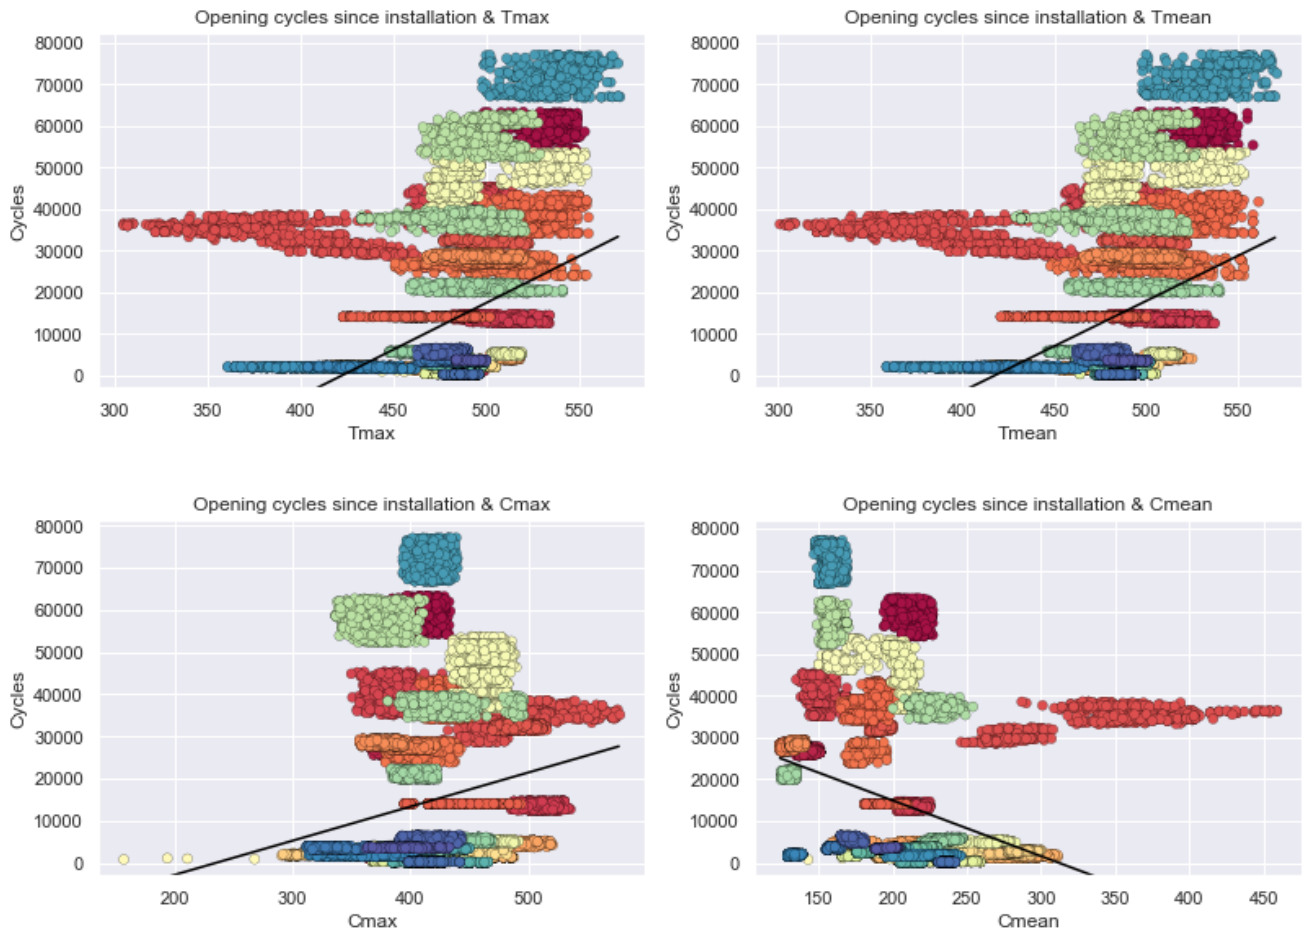 Opening cycles since installation & Tmax
Cycles
80000
70000
60000
50000
40000
30000
20000
10000
0
300 350 400 450 500 550
Tmax
Opening cycles since installation & Tmean
Cycles
80000
70000
60000
50000
40000
30000
20000
10000
0
300 350 400 450 500 550
Tmean
Opening cycles since installation & Cmax
Cycles
80000
70000
60000
50000
40000
30000
20000
10000
0
200 300 400 500
Cmax
Opening cycles since installation & Cmean
Cycles
80000
70000
60000
50000
40000
30000
20000
10000
0
150 200 250 300 350 400 450
Cmean